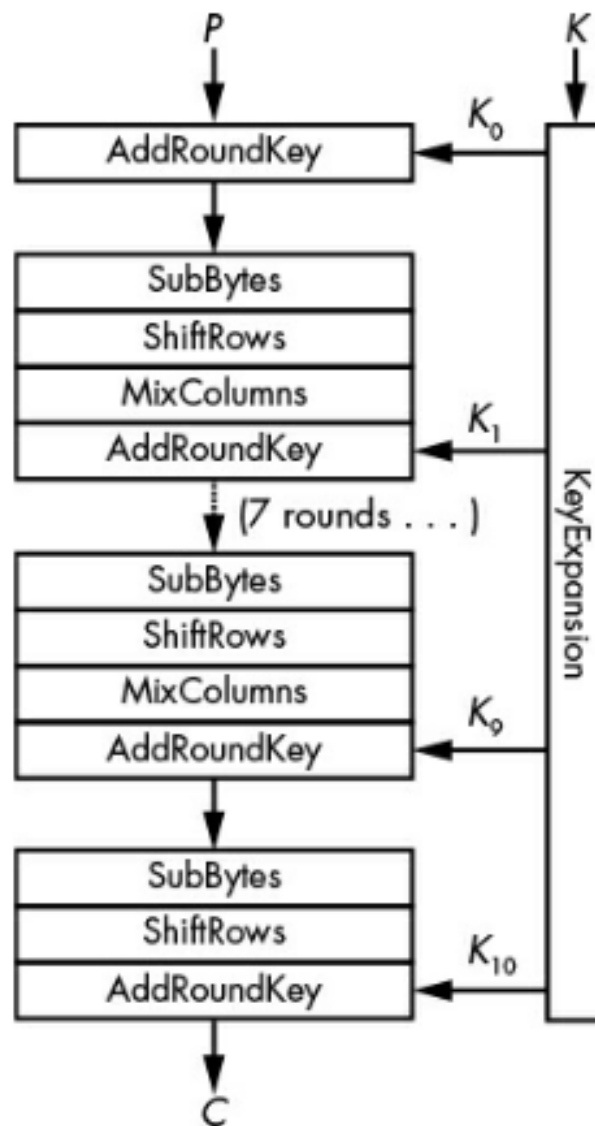 P
K
AddRoundKey
K₀
SubBytes
ShiftRows
MixColumns
AddRoundKey
K₁
(7 rounds . . . )
SubBytes
ShiftRows
MixColumns
AddRoundKey
K₉
SubBytes
ShiftRows
AddRoundKey
K₁₀
KeyExpansion
C